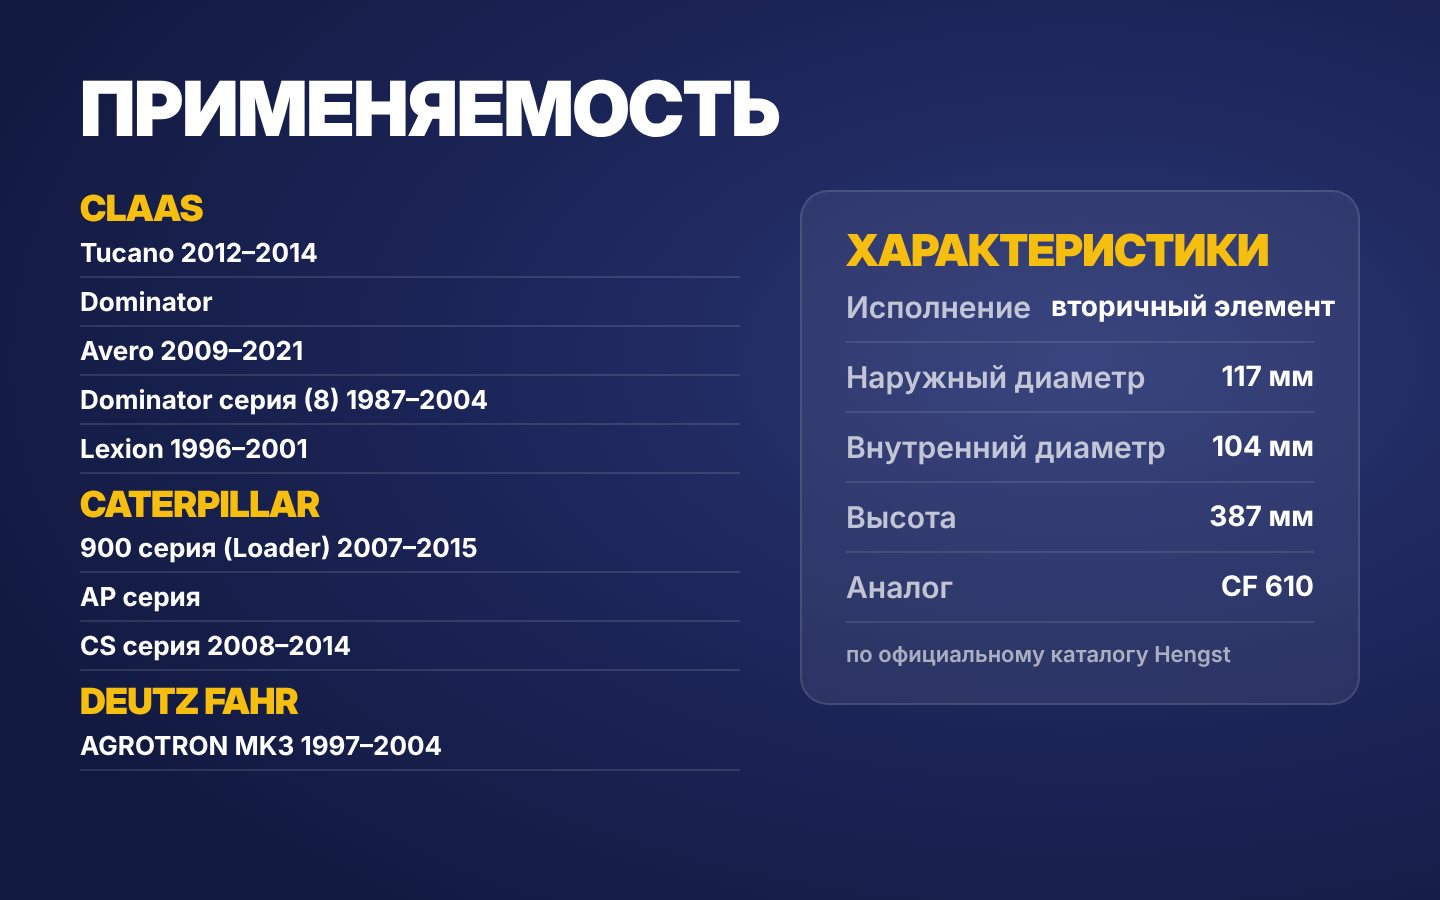 ПРИМЕНЯЕМОСТЬ
CLAAS
Tucano 2012–2014
Dominator
Avero 2009–2021
Dominator серия (8) 1987–2004
Lexion 1996–2001
CATERPILLAR
900 серия (Loader) 2007–2015
AP серия
CS серия 2008–2014
DEUTZ FAHR
AGROTRON MK3 1997–2004
ХАРАКТЕРИСТИКИ
Исполнение вторичный элемент
Наружный диаметр 117 мм
Внутренний диаметр 104 мм
Высота 387 мм
Аналог CF 610
по официальному каталогу Hengst